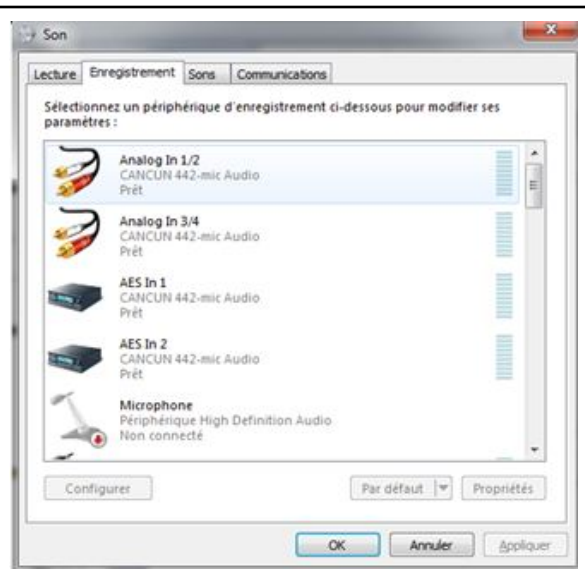 Son
Lecture Enregistrement Sons Communications
Sélectionnez un périphérique d'enregistrement ci-dessous pour modifier ses
paramètres :
Analog In 1/2
CANCUN 442-mic Audio
Prêt
Analog In 3/4
CANCUN 442-mic Audio
Prêt
AES In 1
CANCUN 442-mic Audio
Prêt
AES In 2
CANCUN 442-mic Audio
Prêt
Microphone
Périphérique High Definition Audio
Non connecté
Configurer Par défaut Propriétés
OK Annuler Appliquer